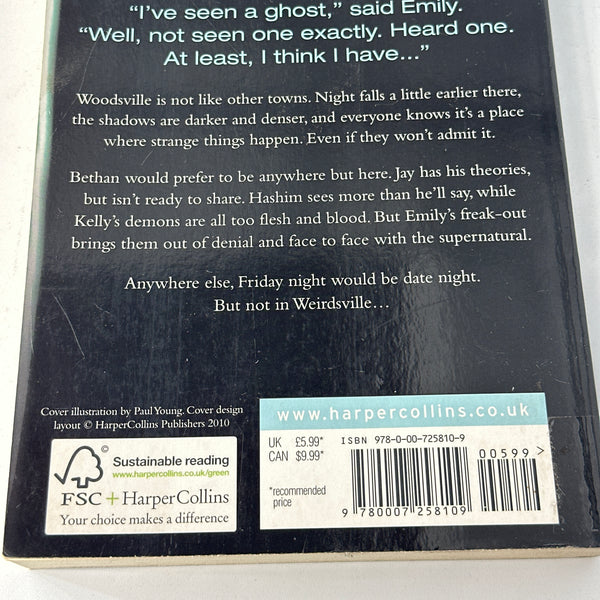 “I’ve seen a ghost,” said Emily.
“Well, not seen one exactly. Heard one.
At least, I think I have…”
Woodsville is not like other towns. Night falls a little earlier there,
the shadows are darker and denser, and everyone knows it’s a place
where strange things happen. Even if they won’t admit it.
Bethan would prefer to be anywhere but here. Jay has his theories,
but isn’t ready to share. Hashim sees more than he’ll say, while
Kelly’s demons are all too flesh and blood. But Emily’s freak-out
brings them out of denial and face to face with the supernatural.
Anywhere else, Friday night would be date night.
But not in Weirdsville…
Cover illustration by Paul Young. Cover design
layout © HarperCollins Publishers 2010
©
Sustainable reading
www.harpercollins.co.uk/green
FSC + HarperCollins
Your choice makes a difference
www.harpercollins.co.uk
UK £5.99*
CAN $9.99*
*recommended
price
ISBN 978-0-00-725810-9
00599 >
9 780007 258109